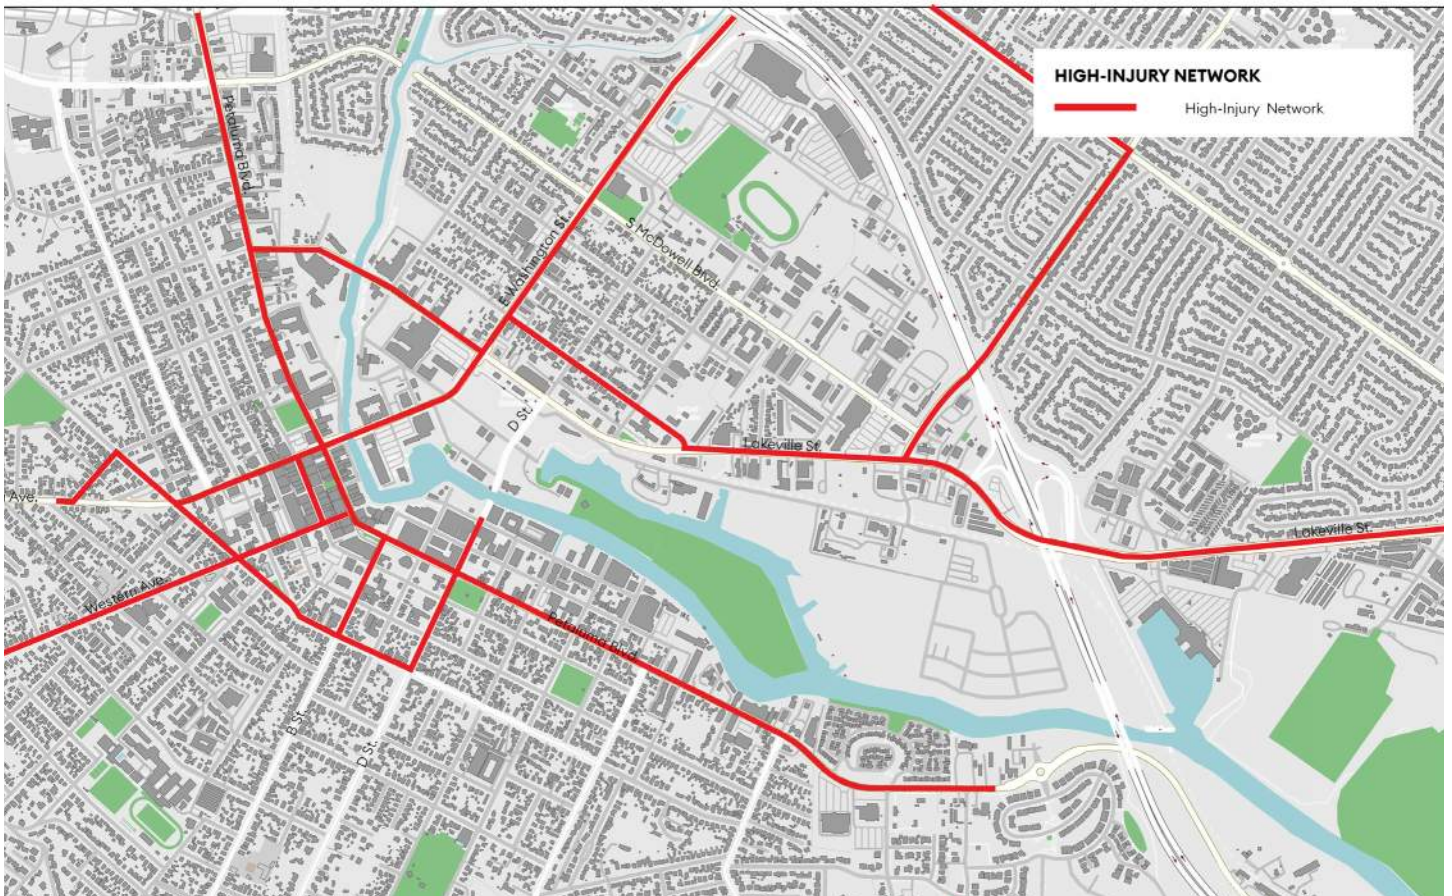 HIGH-INJURY NETWORK
High-Injury Network
Petaluma Blvd.
E Washington St.
S McDowell Blvd.
D St.
Lakeville St.
Ave.
Lakeville St.
Western Ave.
Petaluma Blvd.
B St.
D St.